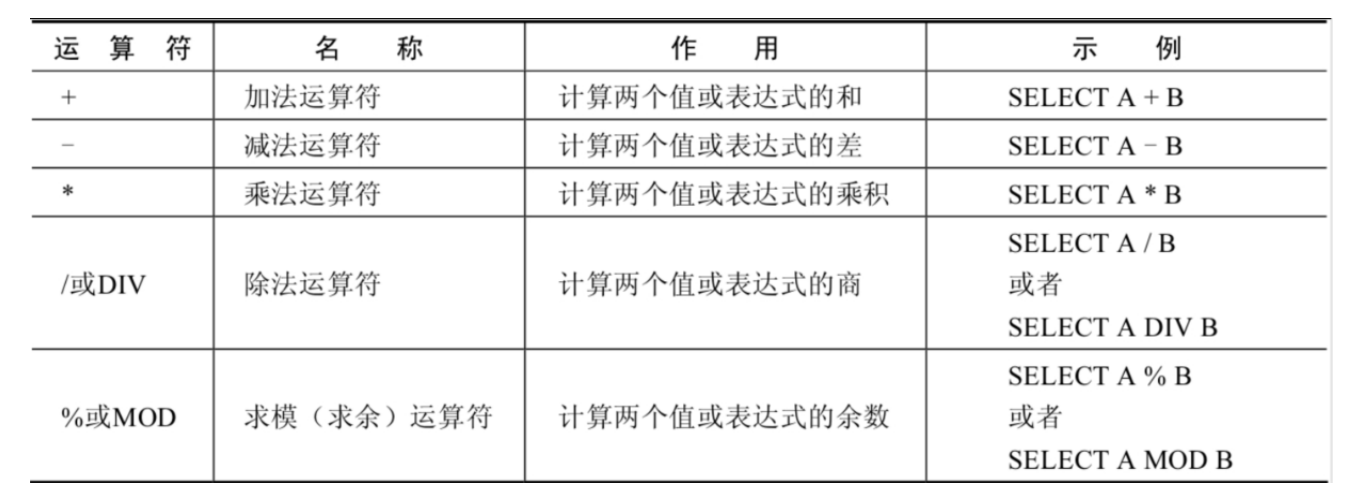 运 算 符 名 称 作 用 示 例
+ 加法运算符 计算两个值或表达式的和 SELECT A + B
- 减法运算符 计算两个值或表达式的差 SELECT A - B
* 乘法运算符 计算两个值或表达式的乘积 SELECT A * B
/或DIV 除法运算符 计算两个值或表达式的商 SELECT A / B
或者
SELECT A DIV B
%或MOD 求模（求余）运算符 计算两个值或表达式的余数 SELECT A % B
或者
SELECT A MOD B